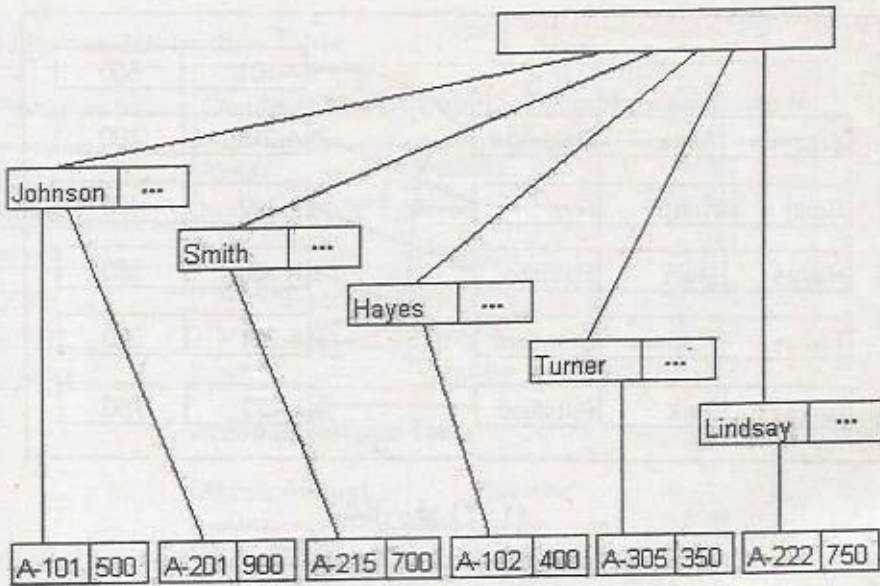 Johnson ...
Smith ...
Hayes ...
Turner ...
Lindsay ...
A-101 500 A-201 900 A-215 700 A-102 400 A-305 350 A-222 750